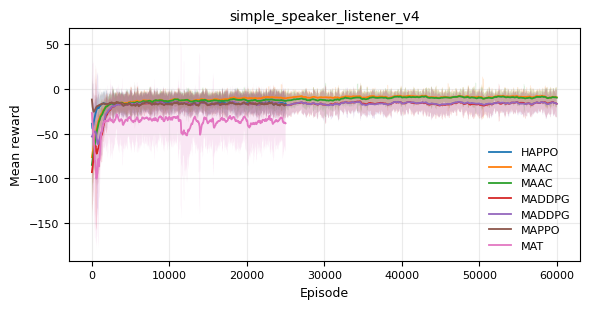 simple_speaker_listener_v4
Mean reward
50
0
−50
−100
−150
HAPPO
MAAC
MAAC
MADDPG
MADDPG
MAPPO
MAT
0 10000 20000 30000 40000 50000 60000
Episode